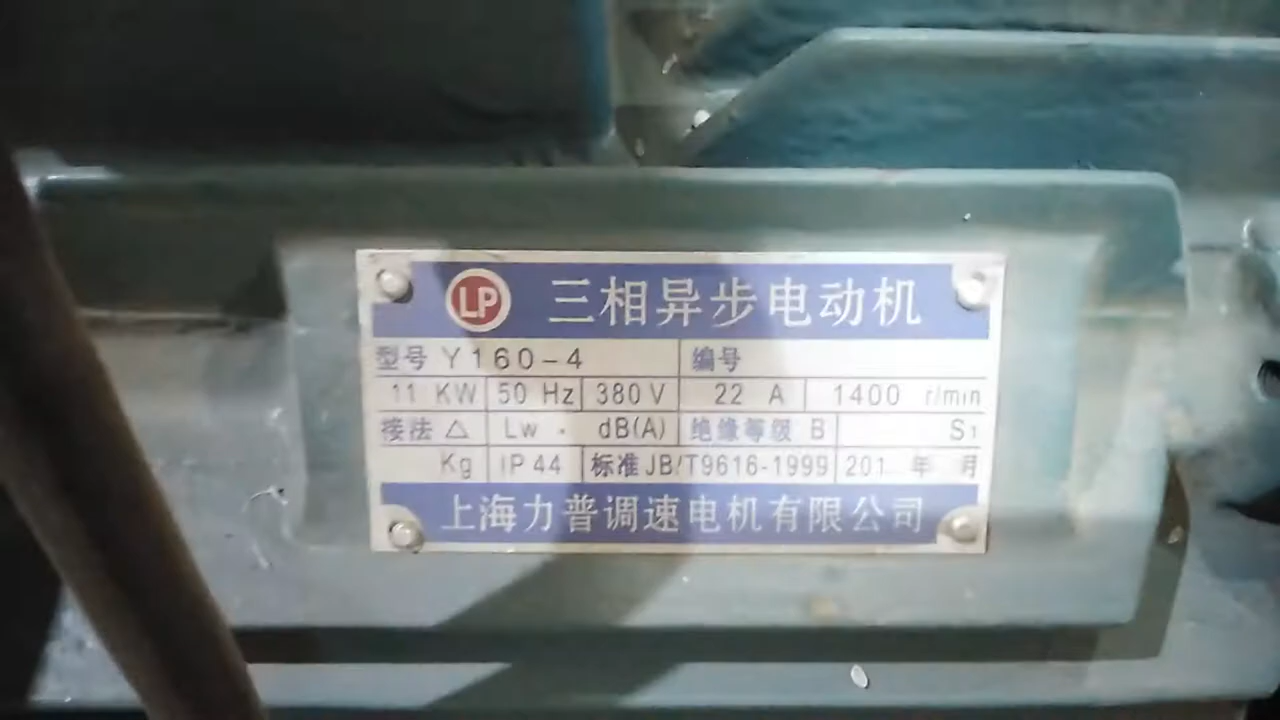 LP 三相异步电动机
型号 Y160-4 编号
11 KW 50 Hz 380 V 22 A 1400 r/min
接法 △ Lw · dB(A) 绝缘等级 B S1
Kg IP 44 标准 JB/T9616-1999 201 年 月
上海力普调速电机有限公司